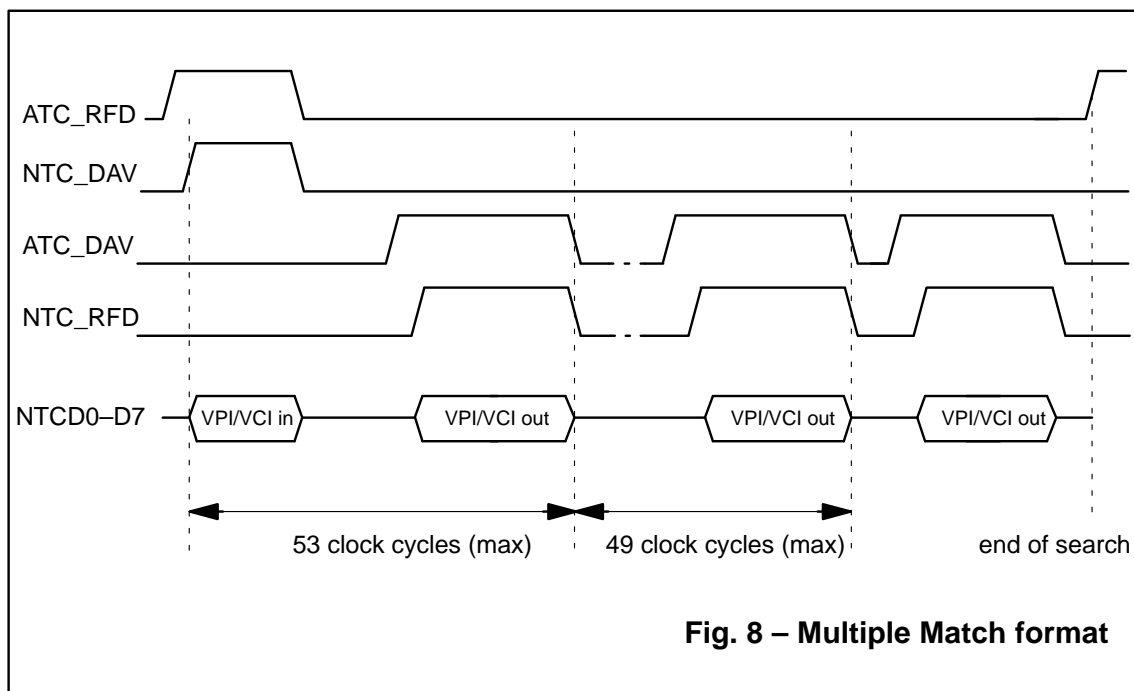 ATC_RFD
NTC_DAV
ATC_DAV
NTC_RFD
NTCD0–D7
VPI/VCI in
VPI/VCI out
VPI/VCI out
VPI/VCI out
53 clock cycles (max)
49 clock cycles (max)
end of search
Fig. 8 – Multiple Match format